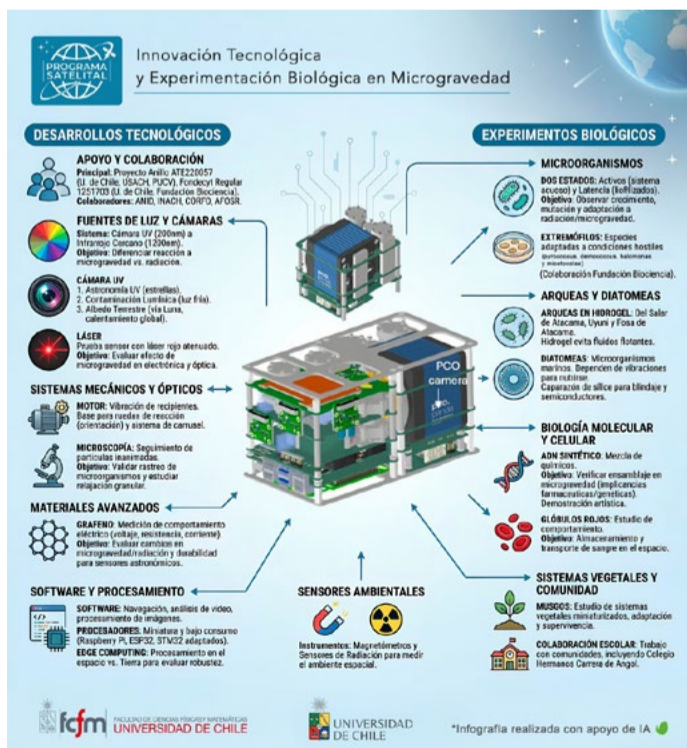 PROGRAMA
SATELITAL
Innovación Tecnológica
y Experimentación Biológica en Microgravedad
DESARROLLOS TECNOLÓGICOS
APOYO Y COLABORACIÓN
Principal: Proyecto Anillo ATE220057
(U. de Chile, USACH, PUCV), Fondecyt Regular
1251703 (U. de Chile, Fundación Biociencia).
Colaboradores: ANID, INACH, CORFO, AFOSR.
FUENTES DE LUZ Y CÁMARAS
Sistema: Cámara UV (200nm) a
Infrarrojo Cercano (1200nm).
Objetivo: Diferenciar reacción a
microgravedad vs. radiación.
CÁMARA UV
1. Astronomía UV (estrellas).
2. Contaminación Lumínica (luz fría).
3. Albedo Terrestre (vía Luna,
calentamiento global).
LÁSER
Prueba sensor con láser rojo atenuado.
Objetivo: Evaluar efecto de
microgravedad en electrónica y óptica.
SISTEMAS MECÁNICOS Y ÓPTICOS
MOTOR: Vibración de recipientes.
Base para ruedas de reacción
(orientación) y sistema de carrusel.
MICROSCOPÍA: Seguimiento de
partículas inanimadas.
Objetivo: Validar rastreo de
microorganismos y estudiar
relajación granular.
MATERIALES AVANZADOS
GRAFENO: Medición de comportamiento
eléctrico (voltaje, resistencia, corriente)
Objetivo: Evaluar cambios en
microgravedad/radiación y durabilidad
para sensores astronómicos.
SOFTWARE Y PROCESAMIENTO
SOFTWARE: Navegación, análisis de video,
procesamiento de imágenes.
PROCESADORES: Miniatura y bajo consumo
(Raspberry Pi, ESP32, STM32 adaptados).
EDGE COMPUTING: Procesamiento en el
espacio vs. Tierra para evaluar robustez.
PCO
camera
SENSORES AMBIENTALES
Instrumentos: Magnetómetros y
Sensores de Radiación para medir
el ambiente espacial.
EXPERIMENTOS BIOLÓGICOS
MICROORGANISMOS
DOS ESTADOS: Activos (sistema
acuoso) y Latencia
Objetivo: Observar crecimiento,
mutación y adaptación a
radiación/microgravedad.
EXTREMÓFILOS: Especies
adaptadas a condiciones hostiles
(Colaboración Fundación Biociencia).
ARQUEAS Y DIATOMEAS
ARQUEAS EN HIDROGEL: Del Salar
de Atacama, Uyuni y Fosa de
Atacama.
Hidrogel evita fluidos flotantes.
DIATOMEAS: Microorganismos
marinos. Dependen de vibraciones
para nutrirse.
Caparazón de sílice para blindaje y
semiconductores.
BIOLOGÍA MOLECULAR
Y CELULAR
ADN SINTÉTICO: Mezcla de
químicos.
Objetivo: Verificar ensamblaje en
microgravedad (implicancias
farmaceuticas/genéticas).
Demostración artística.
GLÓBULOS ROJOS: Estudio de
comportamiento.
Objetivo: Almacenamiento y
transporte de sangre en el espacio.
SISTEMAS VEGETALES Y
COMUNIDAD
MUSGOS: Estudio de sistemas
vegetales miniaturizados, adaptación
y supervivencia.
COLABORACIÓN ESCOLAR: Trabajo
con comunidades, incluyendo Colegio
Hermanos Carrera de Angol.
fcfm
FACULTAD DE CIENCIAS FÍSICAS Y MATEMÁTICAS
UNIVERSIDAD DE CHILE
UNIVERSIDAD
DE CHILE
*Infografía realizada con apoyo de IA